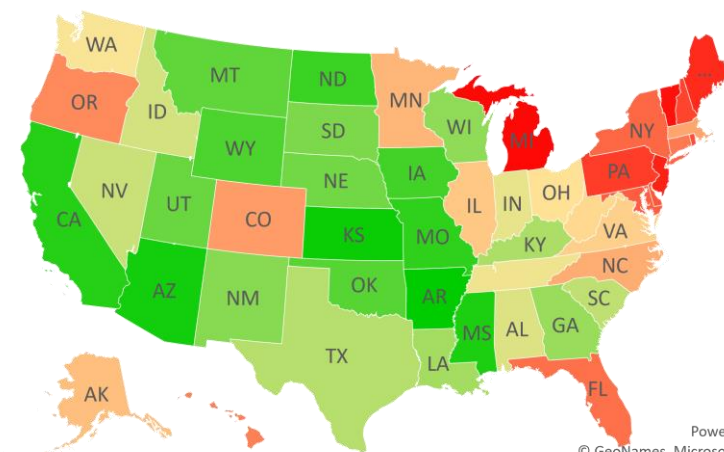 WA
MT
ND
MN
...
OR
ID
SD
WI
MI
NY
WY
IA
PA
NE
NV
UT
CO
IL
IN
OH
CA
KS
MO
KY
VA
NC
AZ
NM
OK
AR
SC
MS
AL
GA
TX
LA
AK
FL
Powe
© GeoNames, Microso